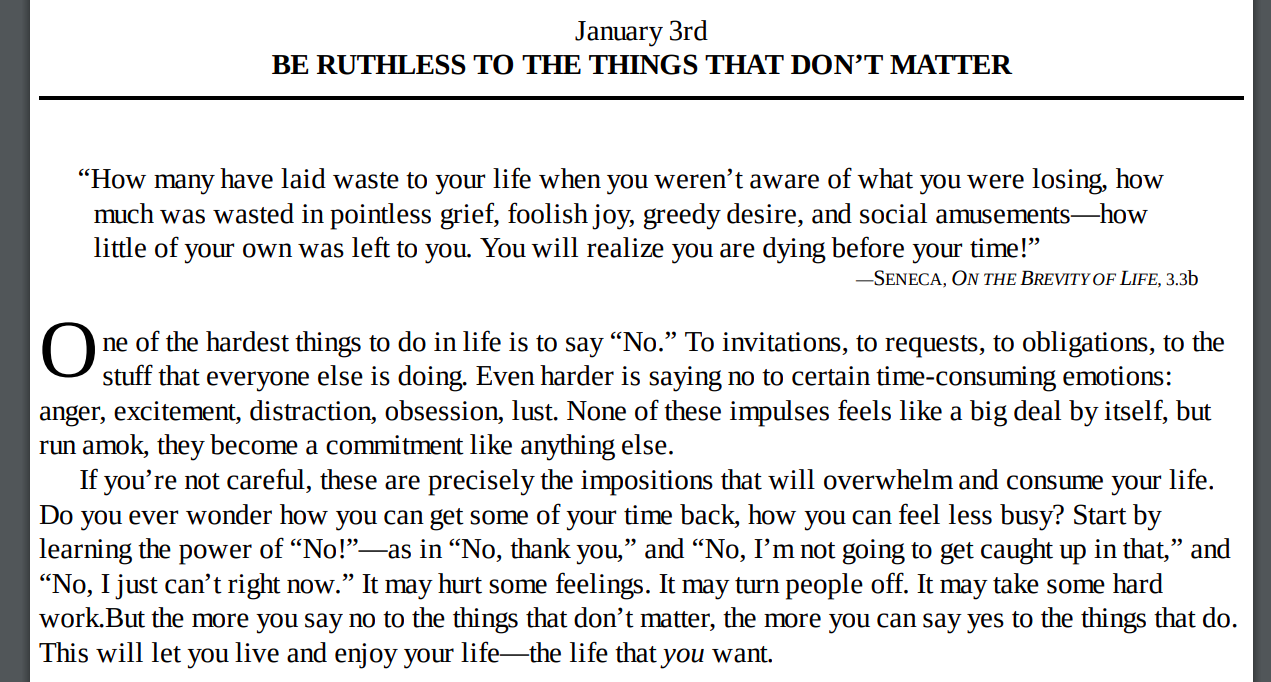 January 3rd
BE RUTHLESS TO THE THINGS THAT DON’T MATTER
“How many have laid waste to your life when you weren’t aware of what you were losing, how
much was wasted in pointless grief, foolish joy, greedy desire, and social amusements—how
little of your own was left to you. You will realize you are dying before your time!”
—SENECA, ON THE BREVITY OF LIFE, 3.3b
One of the hardest things to do in life is to say “No.” To invitations, to requests, to obligations, to the
stuff that everyone else is doing. Even harder is saying no to certain time-consuming emotions:
anger, excitement, distraction, obsession, lust. None of these impulses feels like a big deal by itself, but
run amok, they become a commitment like anything else.
If you’re not careful, these are precisely the impositions that will overwhelm and consume your life.
Do you ever wonder how you can get some of your time back, how you can feel less busy? Start by
learning the power of “No!”—as in “No, thank you,” and “No, I’m not going to get caught up in that,” and
“No, I just can’t right now.” It may hurt some feelings. It may turn people off. It may take some hard
work.But the more you say no to the things that don’t matter, the more you can say yes to the things that do.
This will let you live and enjoy your life—the life that you want.